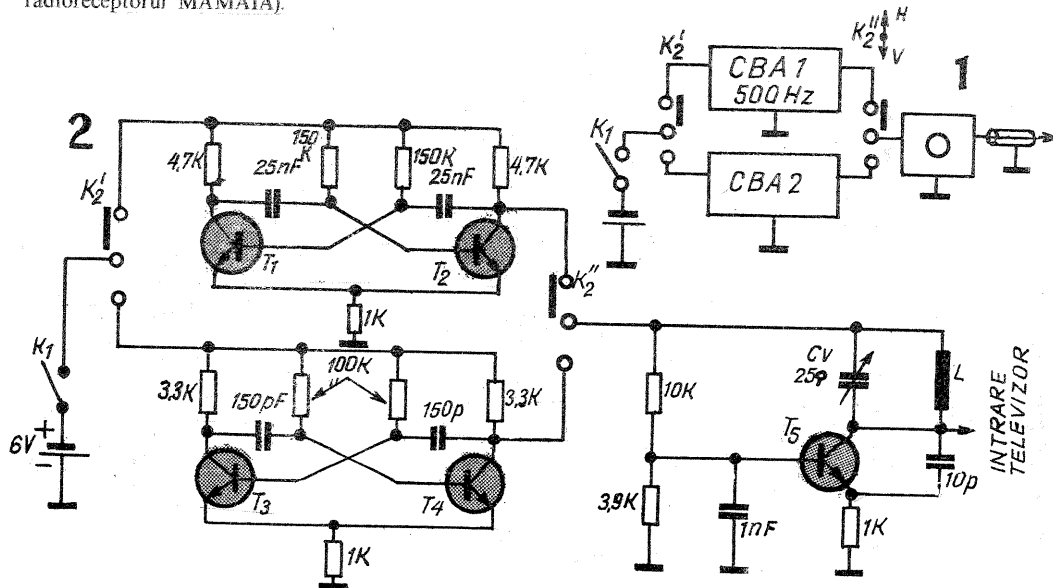 radioreceptorul MAMAIA).
1
K₁
K₂'
CBA 1
500Hz
CBA 2
K₂"
H
V
2
K₂'
K₁
6V
+
-
4,7K
25nF
150
K
150K
25nF
4,7K
T₁
T₂
1K
K₂"
3,3K
150pF
100K
150p
3,3K
T₃
T₄
1K
10K
3,9K
1nF
T₅
CV
25p
L
10p
1K
INTRARE
TELEVIZOR